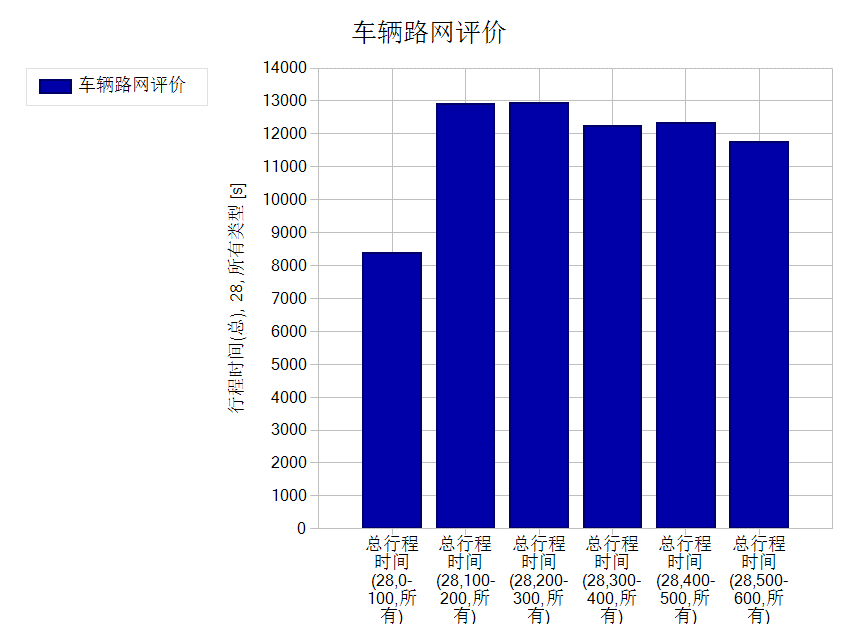 车辆路网评价
车辆路网评价
行程时间(总), 28, 所有类型 [s]
14000
13000
12000
11000
10000
9000
8000
7000
6000
5000
4000
3000
2000
1000
0
总行程
时间
(28,0-
100,所
有)
总行程
时间
(28,100-
200,所
有)
总行程
时间
(28,200-
300,所
有)
总行程
时间
(28,300-
400,所
有)
总行程
时间
(28,400-
500,所
有)
总行程
时间
(28,500-
600,所
有)